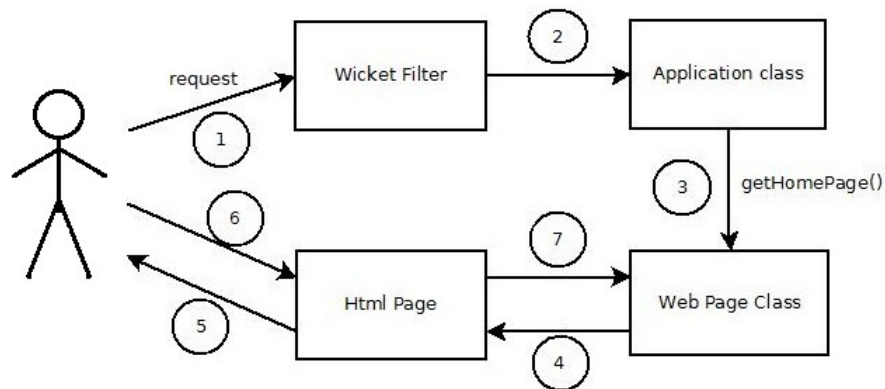 2
request
Wicket Filter
Application class
1
3
getHomePage()
6
7
5
Html Page
Web Page Class
4